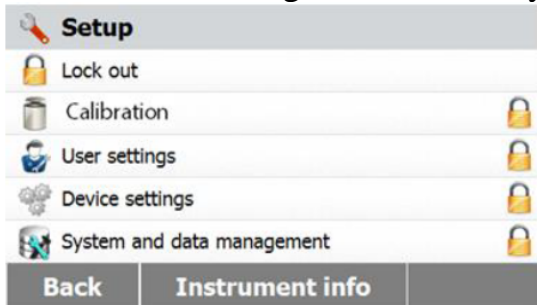 Setup
Lock out
Calibration
User settings
Device settings
System and data management
Back Instrument info